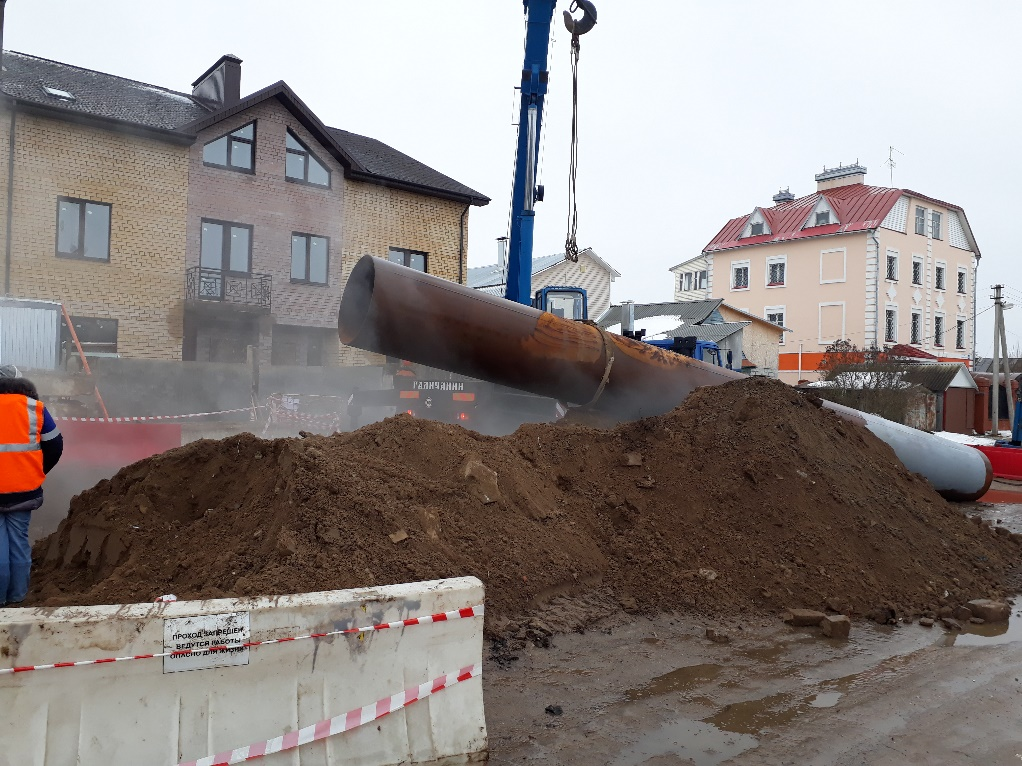 ГАЛИЧАНИН
ПРОХОД ЗАПРЕЩЕН
ВЕДУТСЯ РАБОТЫ
ОПАСНО ДЛЯ ЖИЗНИ